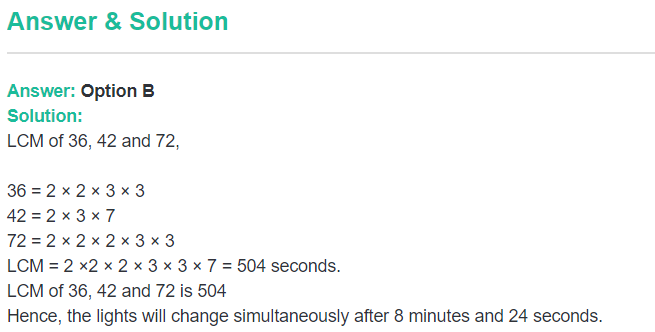 Answer & Solution
Answer: Option B
Solution:
LCM of 36, 42 and 72,
36 = 2 × 2 × 3 × 3
42 = 2 × 3 × 7
72 = 2 × 2 × 2 × 3 × 3
LCM = 2 ×2 × 2 × 3 × 3 × 7 = 504 seconds.
LCM of 36, 42 and 72 is 504
Hence, the lights will change simultaneously after 8 minutes and 24 seconds.